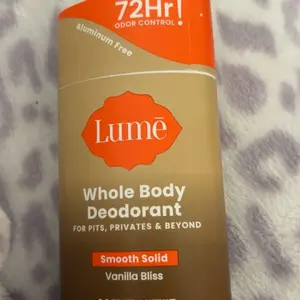 72Hr!
ODOR CONTROL
Aluminum Free
Lumē
Whole Body
Deodorant
FOR PITS, PRIVATES & BEYOND
Smooth Solid
Vanilla Bliss